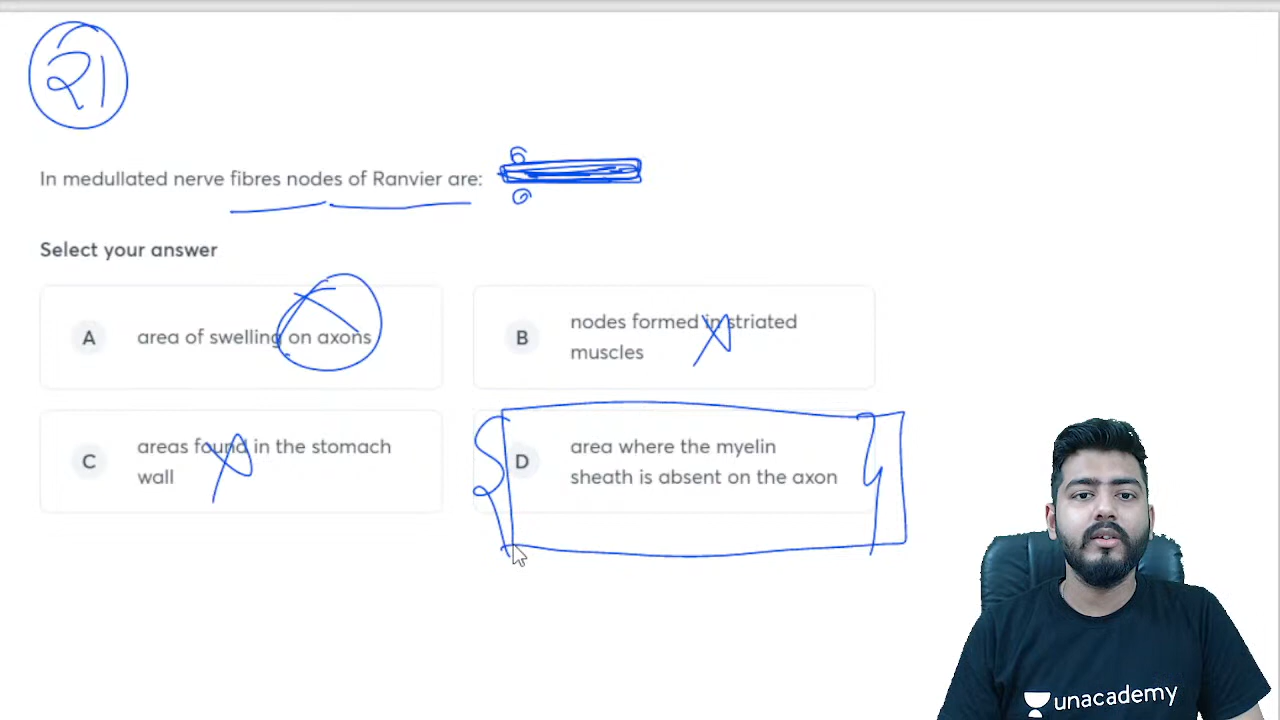 २१
In medullated nerve fibres nodes of Ranvier are:
Select your answer
A
area of swelling on axons
B
nodes formed in striated
muscles
C
areas found in the stomach
wall
D
area where the myelin
sheath is absent on the axon
unacademy